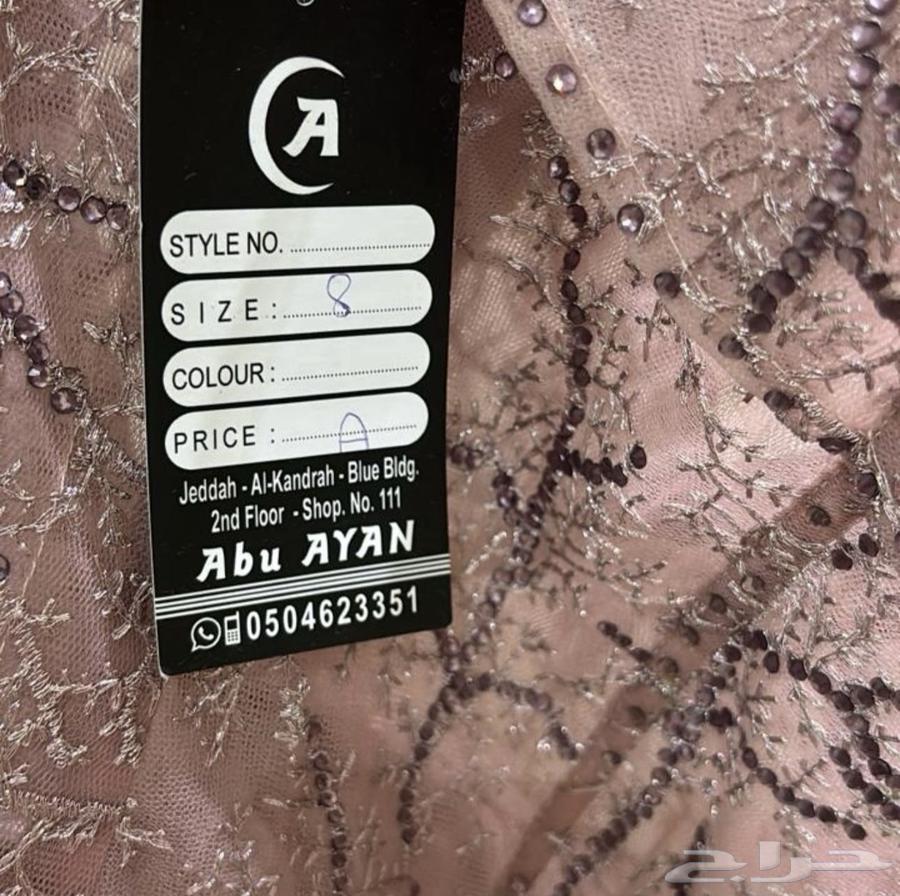 A
STYLE NO. ........................
SIZE : ........8................
COLOUR : ........................
PRICE : ........A........
Jeddah - Al-Kandrah - Blue Bldg.
2nd Floor - Shop. No. 111
Abu AYAN
0504623351
حراج